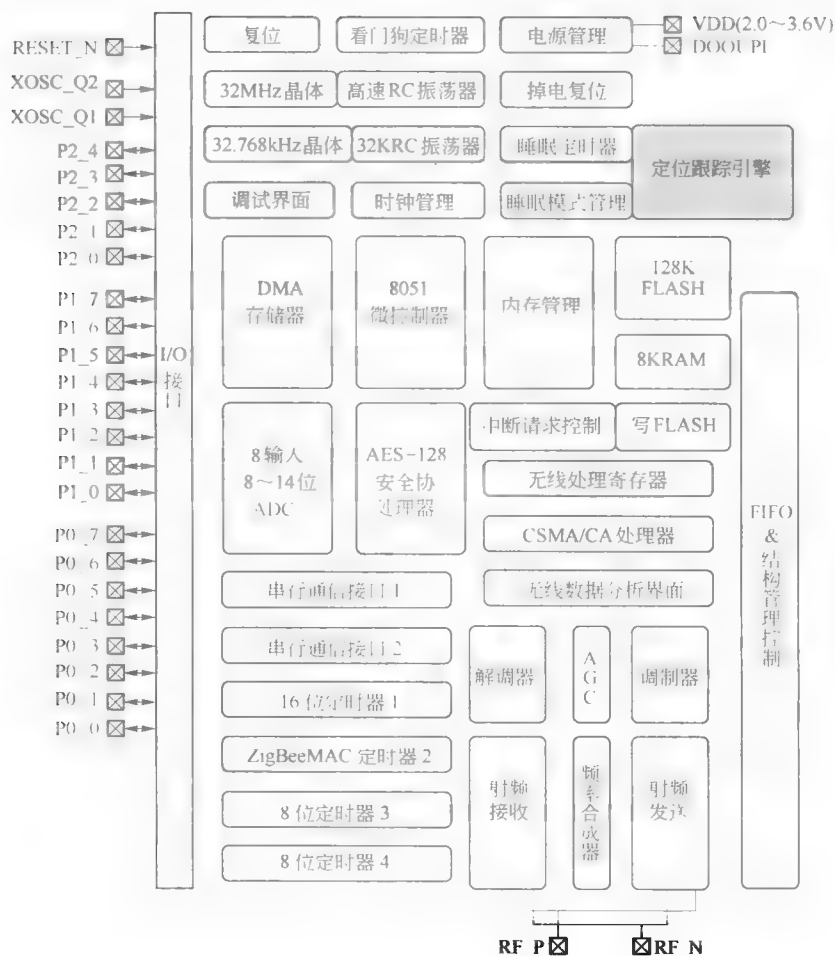 复位 看门狗定时器 电源管理 VDD(2.0～3.6V)
DOOUPI
RESET_N
XOSC_Q2 32MHz晶体 高速RC振荡器 掉电复位
XOSC_Q1
P2_4 32.768kHz晶体 32KRC振荡器 睡眠定时器 定位跟踪引擎
P2_3
P2_2 调试界面 时钟管理 睡眠模式管理
P2_1
P2_0
P1_7
P1_6
P1_5
P1_4
P1_3
P1_2
P1_1
P1_0
P0_7
P0_6
P0_5
P0_4
P0_3
P0_2
P0_1
P0_0
I/O
接
口
DMA
存储器
8051
微控制器
内存管理
128K
FLASH
8KRAM
8输入
8～14位
ADC
AES-128
安全协
处理器
中断请求控制 写FLASH
无线处理寄存器
CSMA/CA处理器
无线数据分析界面
串行通信接口1
串行通信接口2
16位定时器1
ZigBeeMAC定时器2
8位定时器3
8位定时器4
解调器
A
G
C
调制器
射频
接收
频
率
合
成
器
射频
发送
FIFO
&
结
构
管
理
控
制
RF_P RF_N